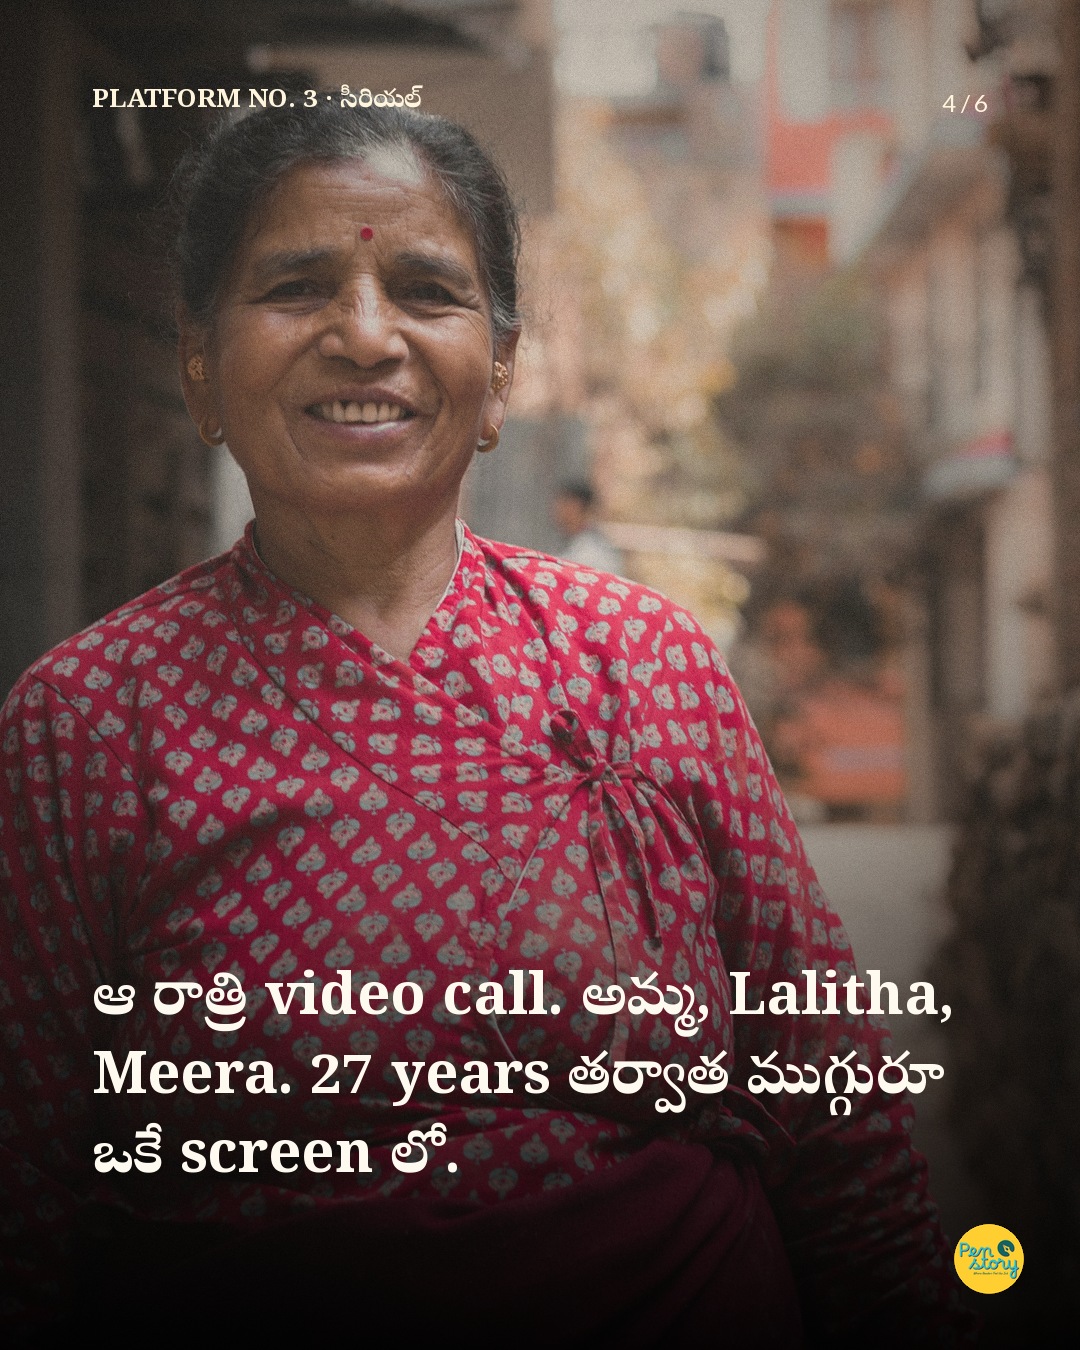 PLATFORM NO. 3 · సీరియల్
4 / 6
ఆ రాత్రి video call. అమ్మ, Lalitha,
Meera. 27 years తర్వాత ముగ్గురూ
ఒకే screen లో.
Pen
story